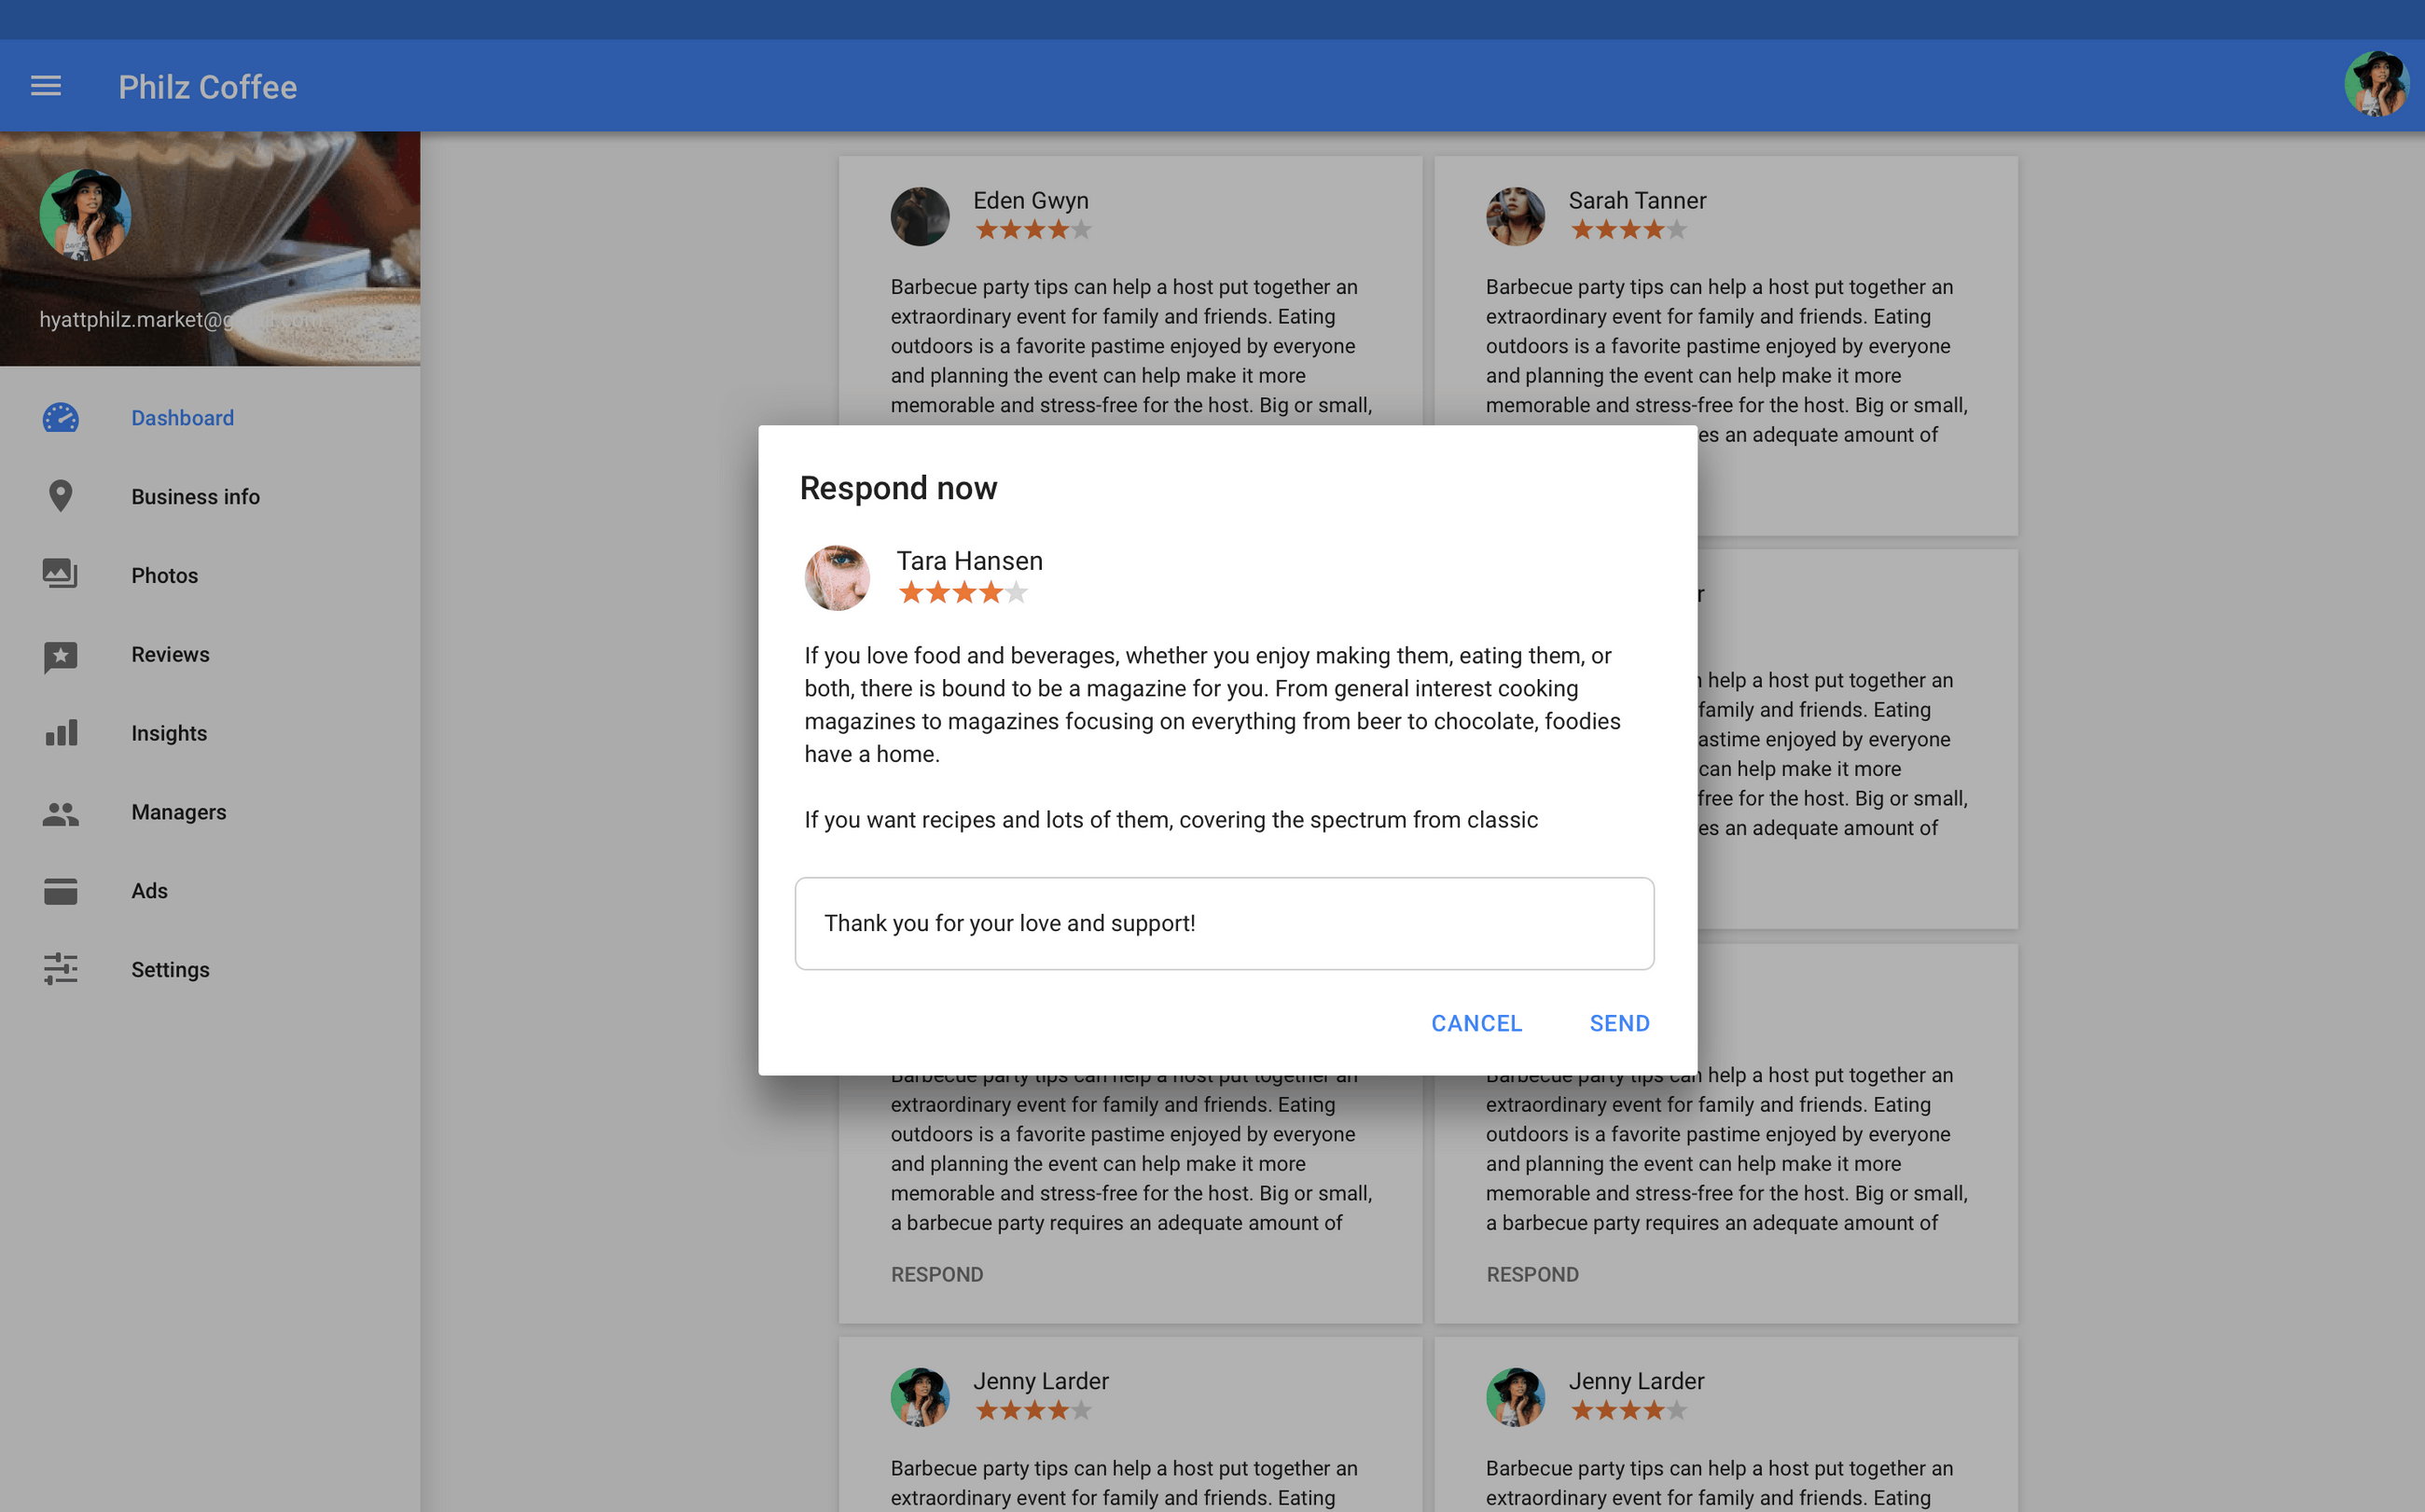 Philz Coffee
hyattphilz.market@g
Dashboard
Business info
Photos
Reviews
Insights
Managers
Ads
Settings
Eden Gwyn
Barbecue party tips can help a host put together an
extraordinary event for family and friends. Eating
outdoors is a favorite pastime enjoyed by everyone
and planning the event can help make it more
memorable and stress-free for the host. Big or small,
Sarah Tanner
Barbecue party tips can help a host put together an
extraordinary event for family and friends. Eating
outdoors is a favorite pastime enjoyed by everyone
and planning the event can help make it more
memorable and stress-free for the host. Big or small,
es an adequate amount of
Respond now
Tara Hansen
If you love food and beverages, whether you enjoy making them, eating them, or
both, there is bound to be a magazine for you. From general interest cooking
magazines to magazines focusing on everything from beer to chocolate, foodies
have a home.
If you want recipes and lots of them, covering the spectrum from classic
Thank you for your love and support!
CANCEL
SEND
r
help a host put together an
family and friends. Eating
astime enjoyed by everyone
can help make it more
free for the host. Big or small,
es an adequate amount of
Barbecue party tips can help a host put together an
extraordinary event for family and friends. Eating
outdoors is a favorite pastime enjoyed by everyone
and planning the event can help make it more
memorable and stress-free for the host. Big or small,
a barbecue party requires an adequate amount of
RESPOND
Barbecue party tips can help a host put together an
extraordinary event for family and friends. Eating
outdoors is a favorite pastime enjoyed by everyone
and planning the event can help make it more
memorable and stress-free for the host. Big or small,
a barbecue party requires an adequate amount of
RESPOND
Jenny Larder
Barbecue party tips can help a host put together an
extraordinary event for family and friends. Eating
Jenny Larder
Barbecue party tips can help a host put together an
extraordinary event for family and friends. Eating